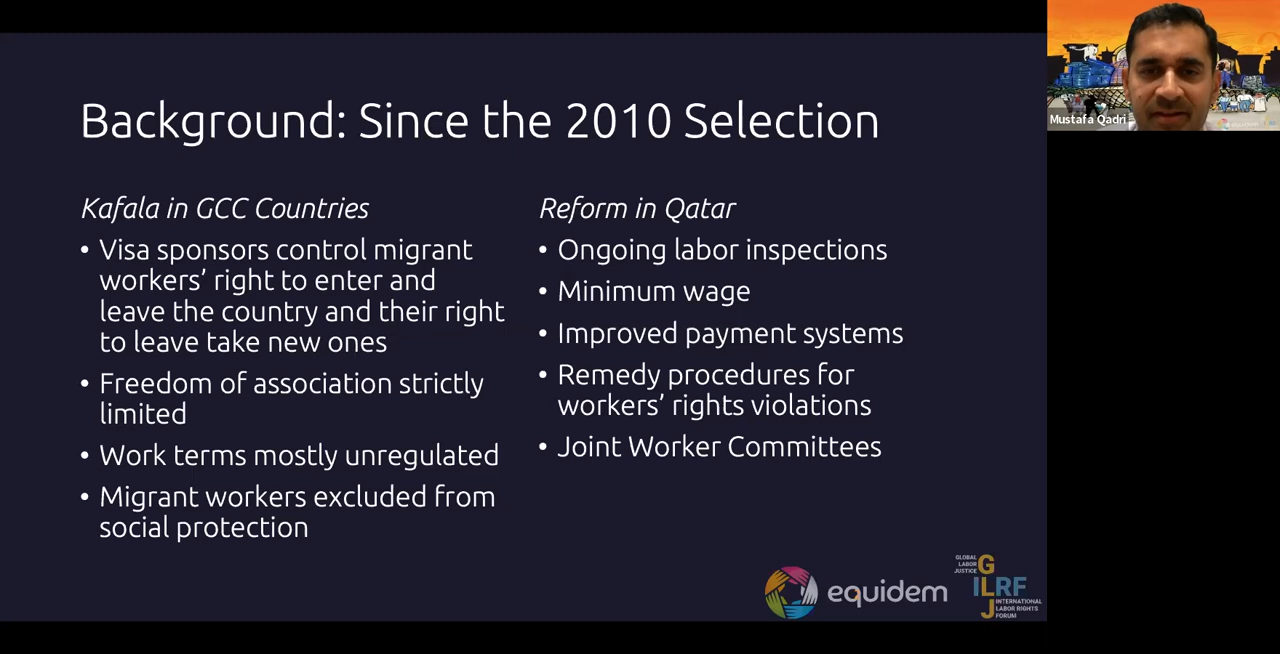 Background: Since the 2010 Selection
Kafala in GCC Countries
• Visa sponsors control migrant
workers’ right to enter and
leave the country and their right
to leave take new ones
• Freedom of association strictly
limited
• Work terms mostly unregulated
• Migrant workers excluded from
social protection
Reform in Qatar
• Ongoing labor inspections
• Minimum wage
• Improved payment systems
• Remedy procedures for
workers’ rights violations
• Joint Worker Committees
equidem
GLOBAL
LABOR
JUSTICE
G
ILRF
J
INTERNATIONAL
LABOR RIGHTS
FORUM
Mustafa Qadri